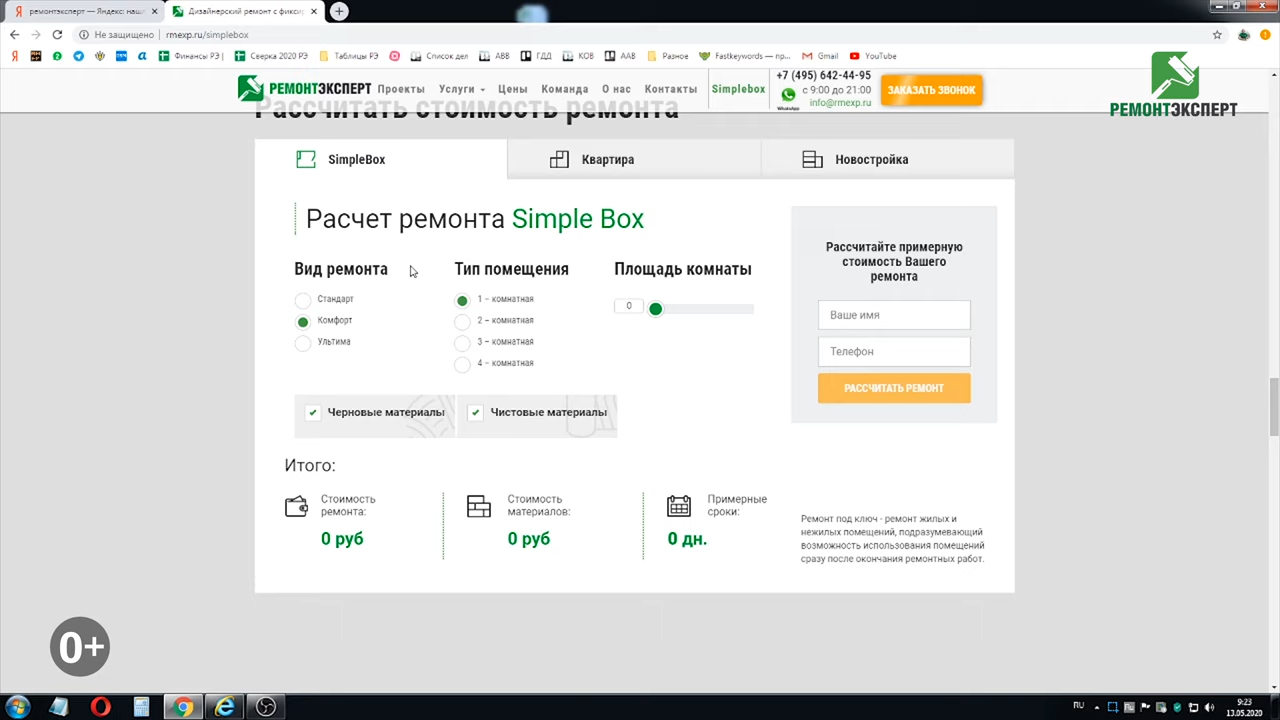 ремонтэксперт — Яндекс: наш
Дизайнерский ремонт с фикси
Не защищено
rmexp.ru/simplebox
Финансы РЭ
Сверка 2020 РЭ
Таблицы РЭ
Список дел
АВВ
ГДД
КОВ
ААВ
Разное
Fastkeywords — пр...
Gmail
YouTube
РЕМОНТЭКСПЕРТ
Проекты
Услуги
Цены
Команда
О нас
Контакты
Simplebox
+7 (495) 642-44-95
WhatsApp
с 9:00 до 21:00
info@rmexp.ru
ЗАКАЗАТЬ ЗВОНОК
РЕМОНТЭКСПЕРТ
Рассчитать стоимость ремонта
SimpleBox
Квартира
Новостройка
Расчет ремонта Simple Box
Вид ремонта
Стандарт
Комфорт
Ультима
Тип помещения
1 – комнатная
2 – комнатная
3 – комнатная
4 – комнатная
Площадь комнаты
0
Черновые материалы
Чистовые материалы
Рассчитайте примерную
стоимость Вашего
ремонта
Ваше имя
Телефон
РАССЧИТАТЬ РЕМОНТ
Итого:
Стоимость
ремонта:
0 руб
Стоимость
материалов:
0 руб
Примерные
сроки:
0 дн.
Ремонт под ключ - ремонт жилых и
нежилых помещений, подразумевающий
возможность использования помещений
сразу после окончания ремонтных работ.
0+
RU
9:23
13.05.2020